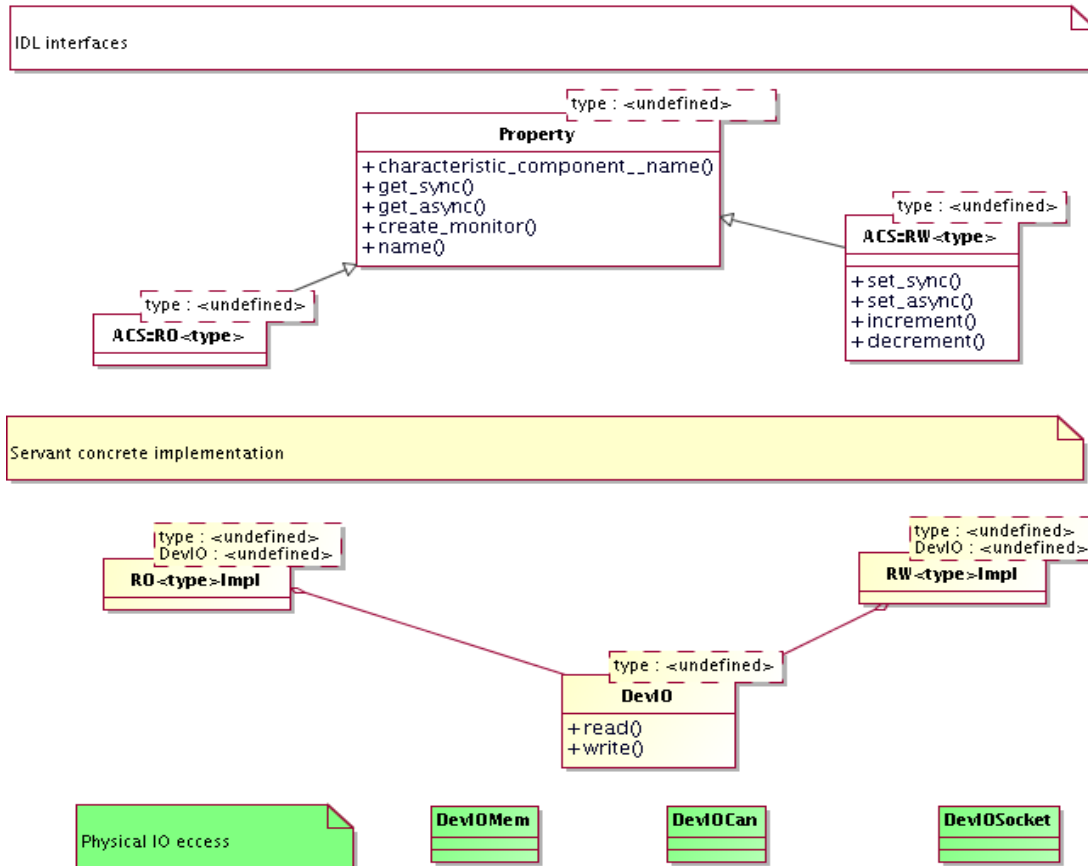 IDL interfaces
type : <undefined>
Property
+characteristic_component__name()
+get_sync()
+get_async()
+create_monitor()
+name()
type : <undefined>
ACS::RW<type>
+set_sync()
+set_async()
+increment()
+decrement()
type : <undefined>
ACS::RO<type>
Servant concrete implementation
type : <undefined>
DevIO : <undefined>
RO<type>Impl
type : <undefined>
DevIO : <undefined>
RW<type>Impl
type : <undefined>
DevIO
+read()
+write()
Physical IO eccess
DevIOMem
DevIOCan
DevIOSocket